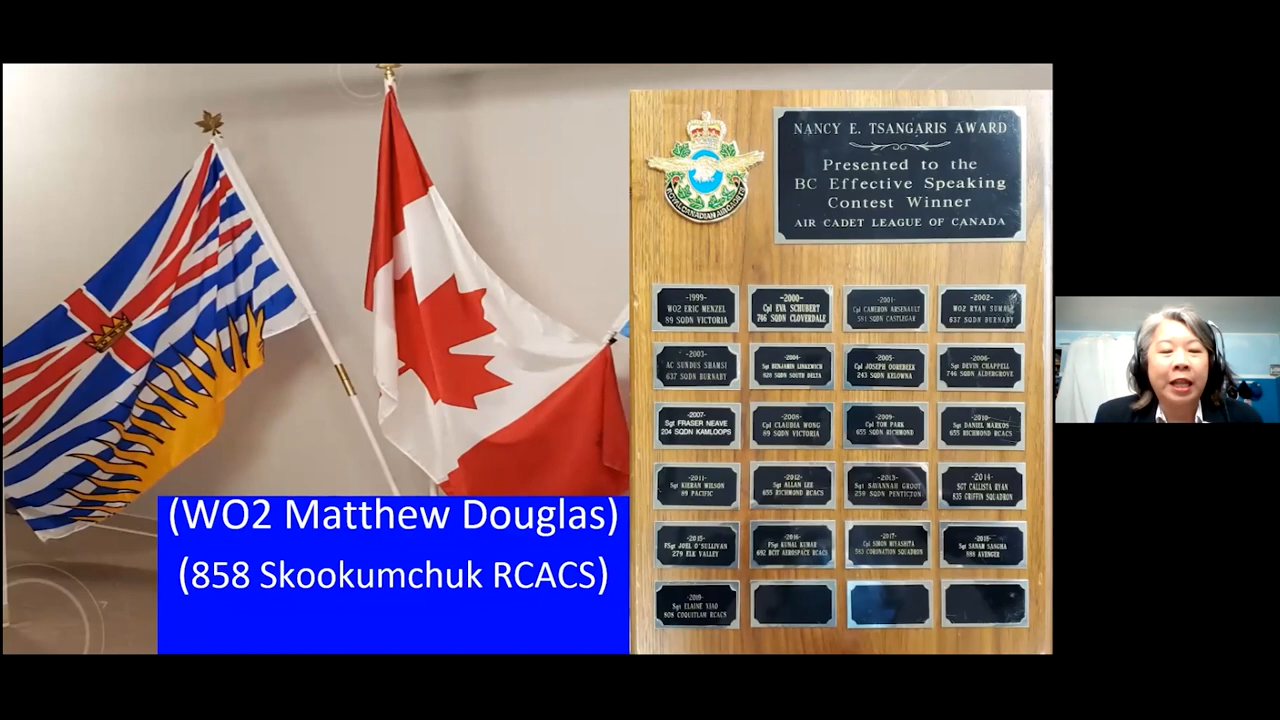 (WO2 Matthew Douglas)
(858 Skookumchuk RCACS)
NANCY E. TSANGARIS AWARD
Presented to the
BC Effective Speaking
Contest Winner
AIR CADET LEAGUE OF CANADA
-1999-
WO2 ERIC MENZEL
89 SQDN VICTORIA
-2000-
Cpl EVA SCHUBERT
746 SQDN CLOVERDALE
-2001-
Cpl CAMERON ARSENAULT
581 SQDN CASTLEGAR
-2002-
WO2 RYAN
637 SQDN BURNABY
-2003-
AC SUNDUS SHAMSI
637 SQDN BURNABY
-2004-
Sgt BENJAMIN LINKEWICH
828 SQDN SOUTH DELTA
-2005-
Cpl JOSEPH OOREBEEK
243 SQDN KELOWNA
-2006-
Sgt DEVIN CHAPPELL
746 SQDN ALDERGROVE
-2007-
Sgt FRASER NEAVE
204 SQDN KAMLOOPS
-2008-
Cpl CLAUDIA WONG
89 SQDN VICTORIA
-2009-
Cpl TOM PARK
655 SQDN RICHMOND
-2010-
Sgt DANIEL MARKOS
655 RICHMOND RCACS
-2011-
Sgt KIERAN WILSON
89 PACIFIC
-2012-
Sgt ALLAN LEE
655 RICHMOND RCACS
-2013-
Sgt SAVANNAH GROOT
259 SQDN PENTICTON
-2014-
SGT CALLISTA RYAN
835 GRIFFIN SQUADRON
-2015-
FSgt JOEL O'SULLIVAN
279 ELK VALLEY
-2016-
FSgt KUNAL KUMAR
692 BCIT AEROSPACE RCACS
-2017-
Cpl SIMON MIYASHITA
583 CORONATION SQUADRON
-2018-
Sgt SANAM SANGHA
888 AVENGER
-2019-
Sgt ELAINE XIAO
808 COQUITLAM RCACS